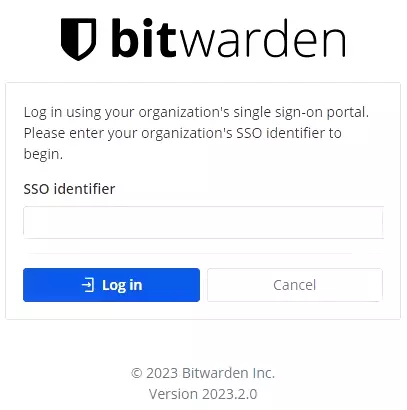 bitwarden
Log in using your organization's single sign-on portal.
Please enter your organization's SSO identifier to
begin.
SSO identifier
Log in
Cancel
© 2023 Bitwarden Inc.
Version 2023.2.0